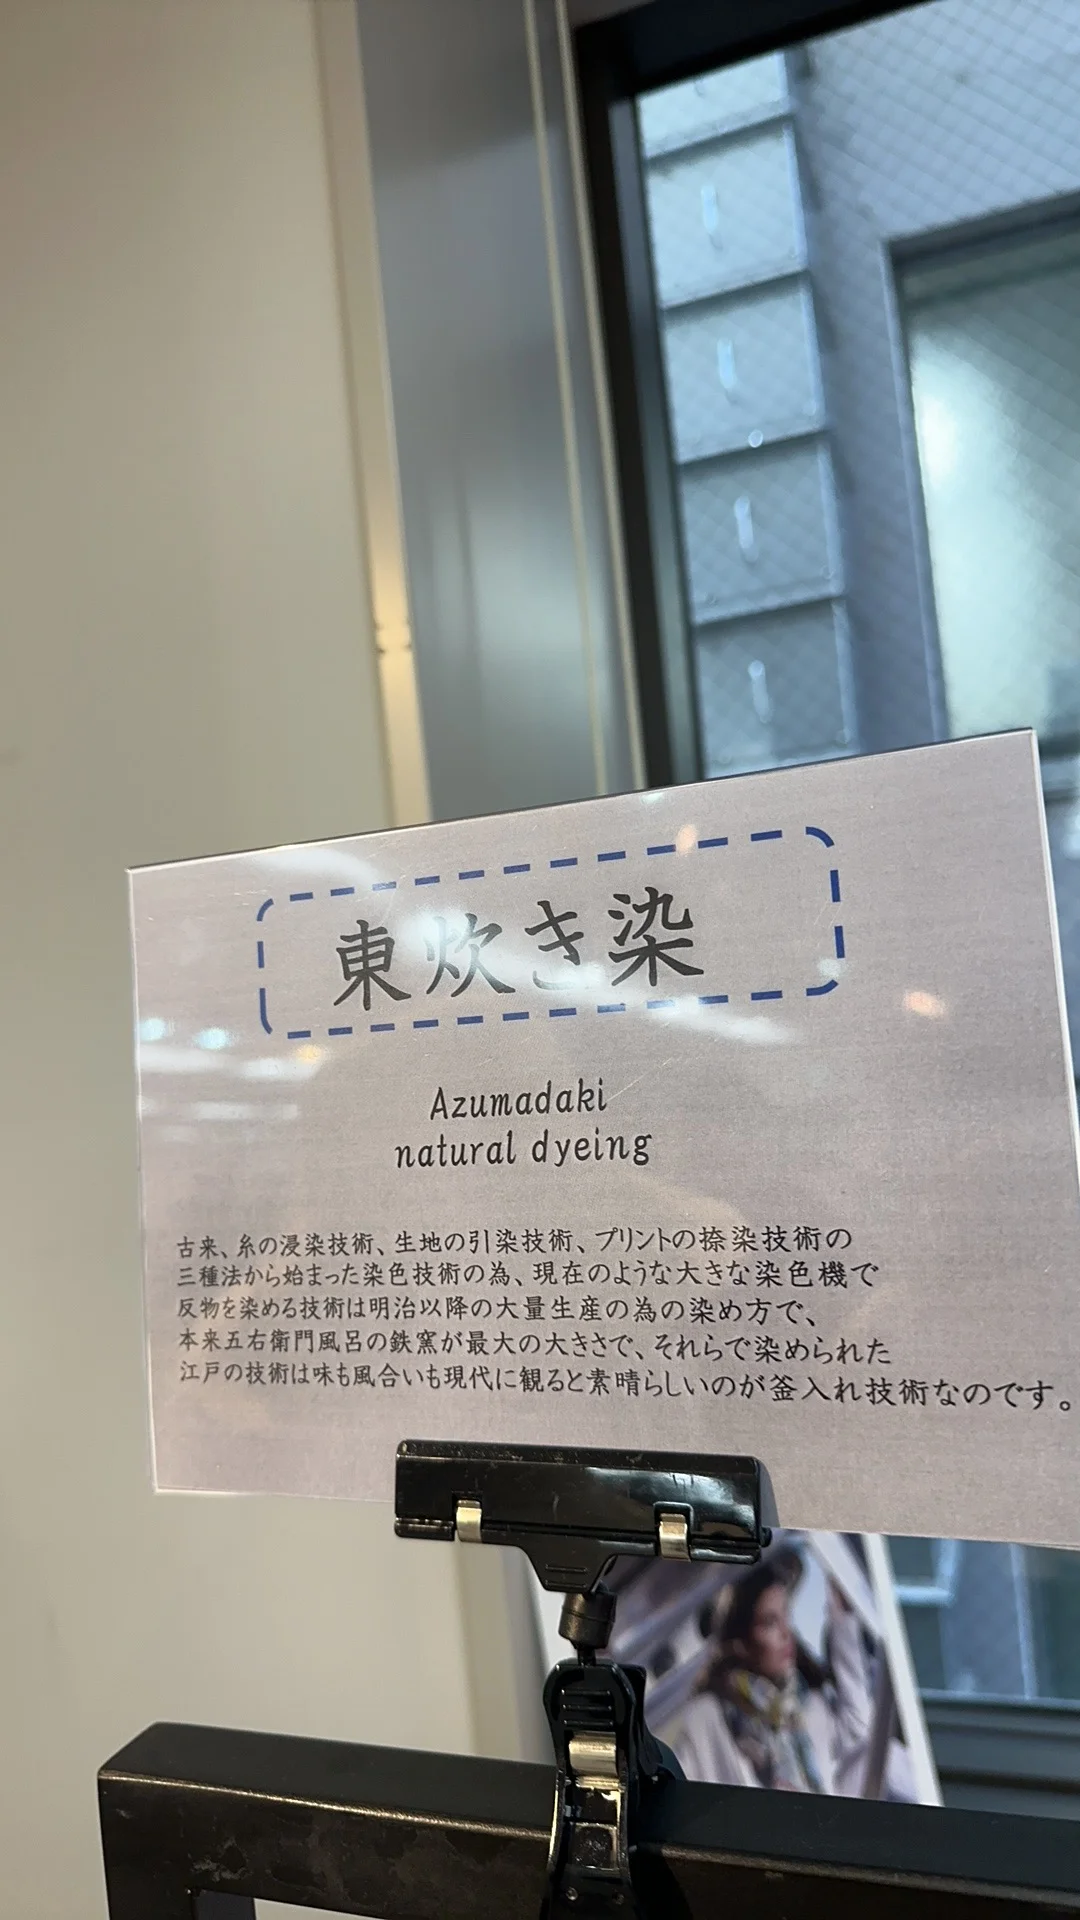 東炊き染
Azumadaki
natural dyeing
古来、糸の浸染技術、生地の引染技術、プリントの捺染技術の
三種法から始まった染色技術の為、現在のような大きな染色機で
反物を染める技術は明治以降の大量生産の為の染め方で、
本来五右衛門風呂の鉄窯が最大の大きさで、それらで染められた
江戸の技術は味も風合いも現代に観ると素晴らしいのが釜入れ技術なのです。